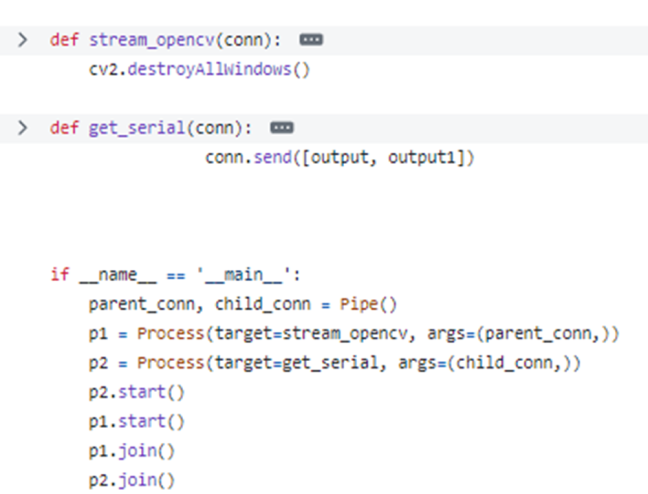 def stream_opencv(conn): ...
cv2.destroyAllWindows()
def get_serial(conn): ...
conn.send([output, output1])
if __name__ == '__main__':
parent_conn, child_conn = Pipe()
p1 = Process(target=stream_opencv, args=(parent_conn,))
p2 = Process(target=get_serial, args=(child_conn,))
p2.start()
p1.start()
p1.join()
p2.join()